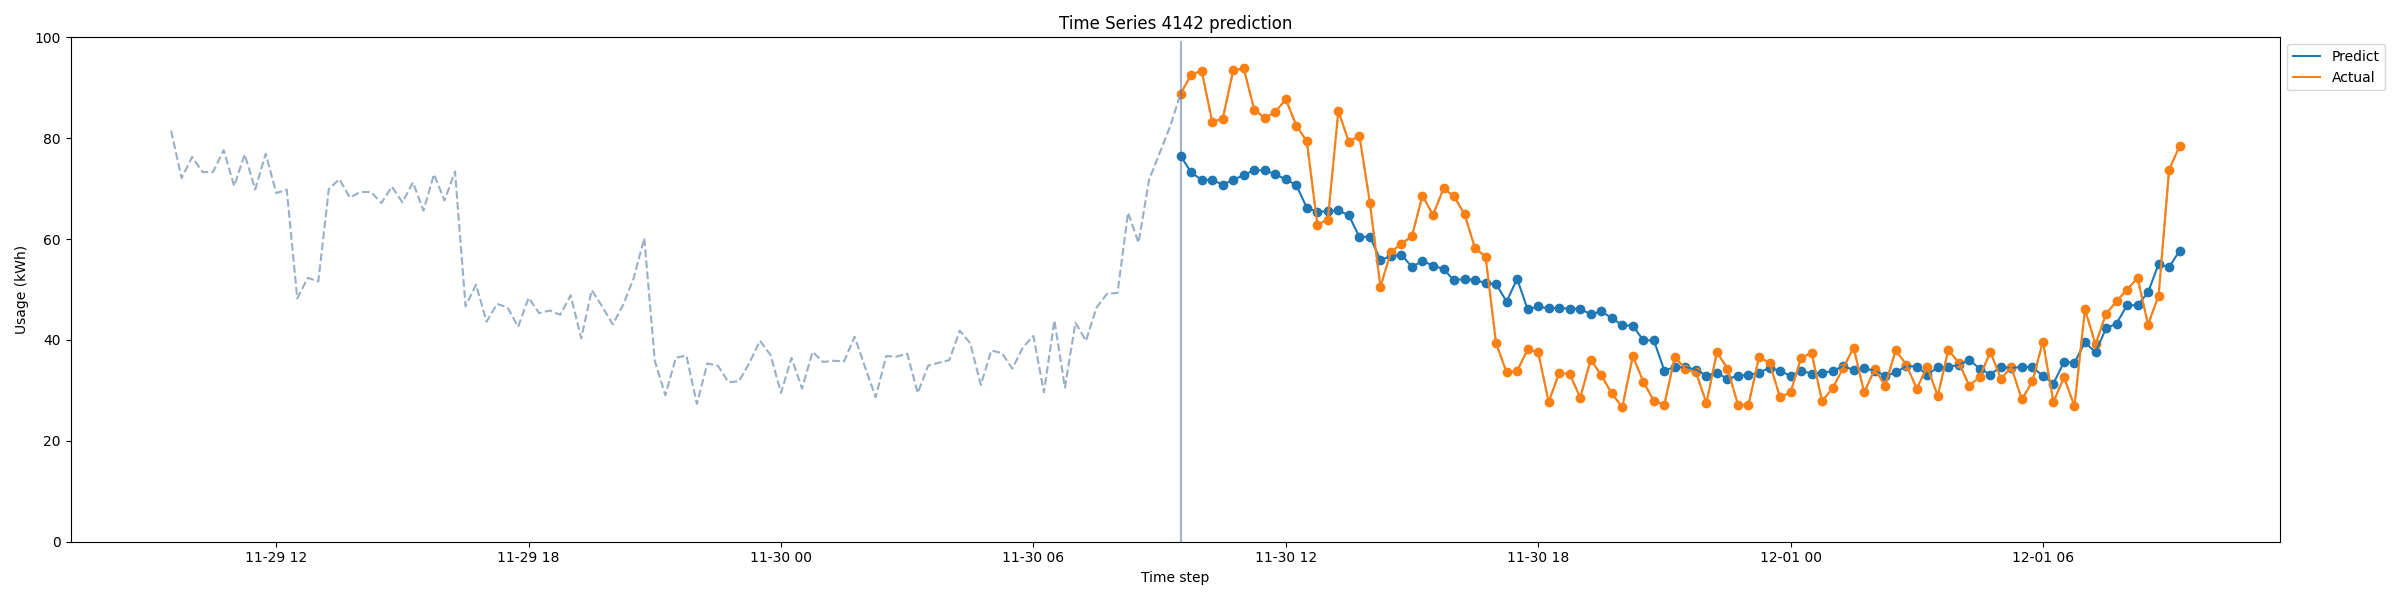 Time Series 4142 prediction
Predict
Actual
Usage (kWh)
100
80
60
40
20
0
11-29 12
11-29 18
11-30 00
11-30 06
11-30 12
11-30 18
12-01 00
12-01 06
Time step